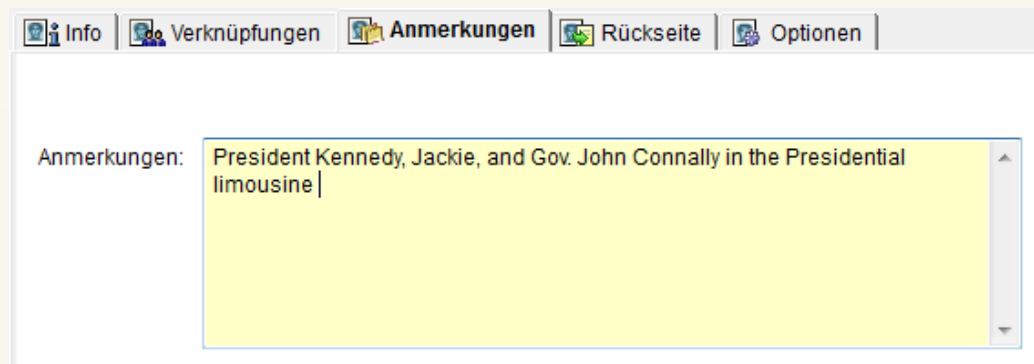 Info Verknüpfungen Anmerkungen Rückseite Optionen
Anmerkungen: President Kennedy, Jackie, and Gov. John Connally in the Presidential
limousine